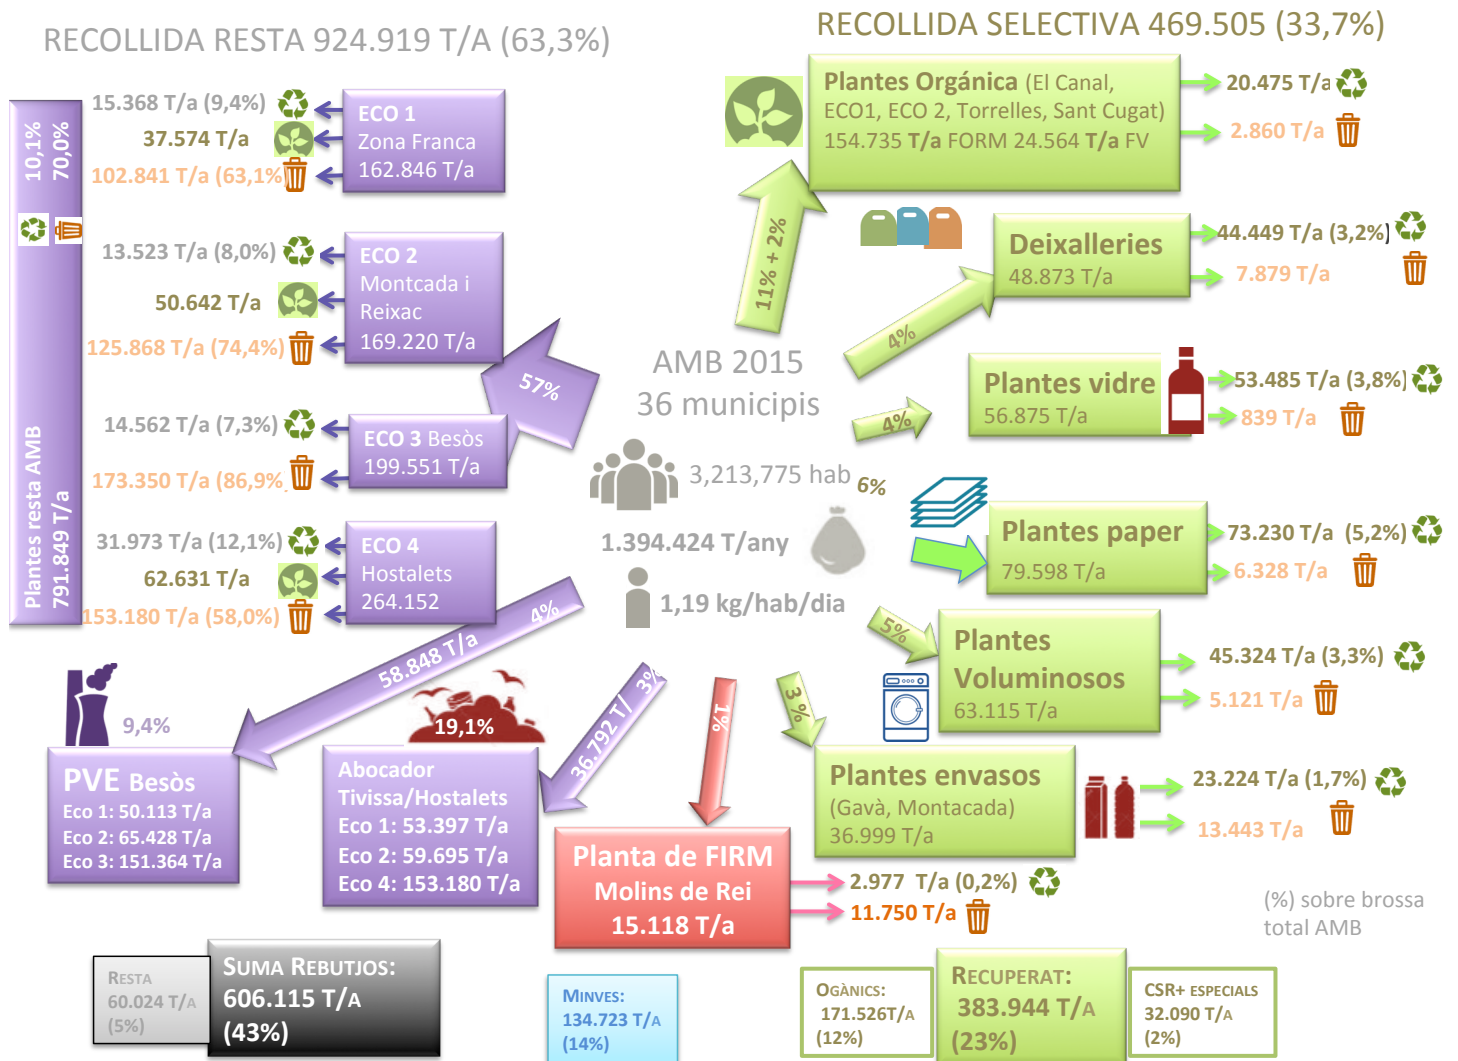 RECOLLIDA RESTA 924.919 T/A (63,3%)
RECOLLIDA SELECTIVA 469.505 (33,7%)
Plantes resta AMB
791.849 T/a
10,1%
70,0%
15.368 T/a (9,4%)
37.574 T/a
102.841 T/a (63,1%
ECO 1
Zona Franca
162.846 T/a
13.523 T/a (8,0%)
50.642 T/a
125.868 T/a (74,4%)
ECO 2
Montcada i
Reixac
169.220 T/a
14.562 T/a (7,3%)
173.350 T/a (86,9%
ECO 3 Besòs
199.551 T/a
31.973 T/a (12,1%)
62.631 T/a
153.180 T/a (58,0%)
ECO 4
Hostalets
264.152
57%
AMB 2015
36 municipis
3,213,775 hab
1.394.424 T/any
1,19 kg/hab/dia
11% + 2%
Plantes Orgánica (El Canal,
ECO1, ECO 2, Torrelles, Sant Cugat)
154.735 T/a FORM 24.564 T/a FV
20.475 T/a
2.860 T/a
4%
Deixalleries
48.873 T/a
44.449 T/a (3,2%)
7.879 T/a
4%
Plantes vidre
56.875 T/a
53.485 T/a (3,8%)
839 T/a
6%
Plantes paper
79.598 T/a
73.230 T/a (5,2%)
6.328 T/a
5%
Plantes
Voluminosos
63.115 T/a
45.324 T/a (3,3%)
5.121 T/a
3 %
Plantes envasos
(Gavà, Montacada)
36.999 T/a
23.224 T/a (1,7%)
13.443 T/a
58.848 T/a 4%
9,4%
PVE Besòs
Eco 1: 50.113 T/a
Eco 2: 65.428 T/a
Eco 3: 151.364 T/a
36.792 T/ 3%
19,1%
Abocador
Tivissa/Hostalets
Eco 1: 53.397 T/a
Eco 2: 59.695 T/a
Eco 4: 153.180 T/a
1%
Planta de FIRM
Molins de Rei
15.118 T/a
2.977 T/a (0,2%)
11.750 T/a
(%) sobre brossa
total AMB
RESTA
60.024 T/A
(5%)
SUMA REBUTJOS:
606.115 T/A
(43%)
MINVES:
134.723 T/A
(14%)
OGÀNICS:
171.526T/A
(12%)
RECUPERAT:
383.944 T/A
(23%)
CSR+ ESPECIALS
32.090 T/A
(2%)